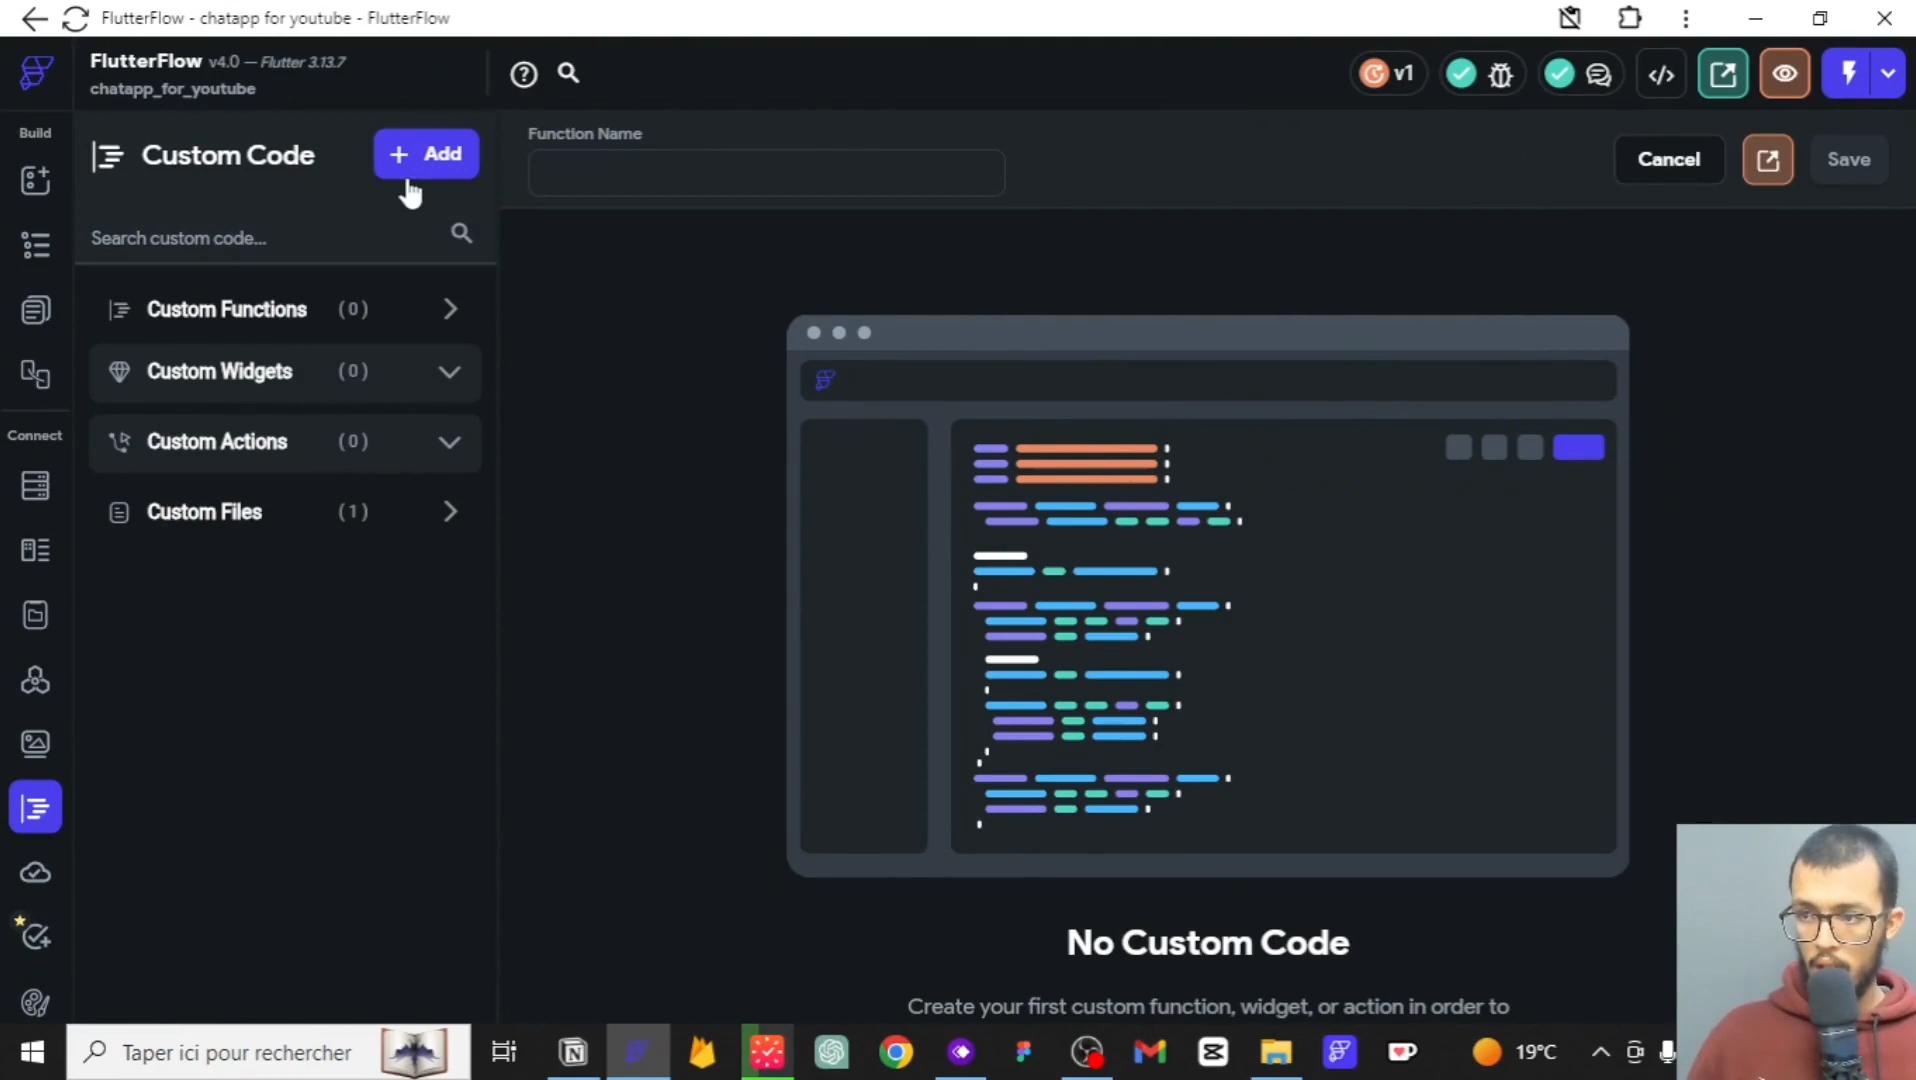 FlutterFlow - chatapp for youtube - FlutterFlow
FlutterFlow v4.0 — Flutter 3.13.7
chatapp_for_youtube
v1
Build
Custom Code
+ Add
Function Name
Cancel
Save
Search custom code...
Custom Functions (0)
Custom Widgets (0)
Custom Actions (0)
Custom Files (1)
Connect
No Custom Code
Create your first custom function, widget, or action in order to
Taper ici pour rechercher
19°C